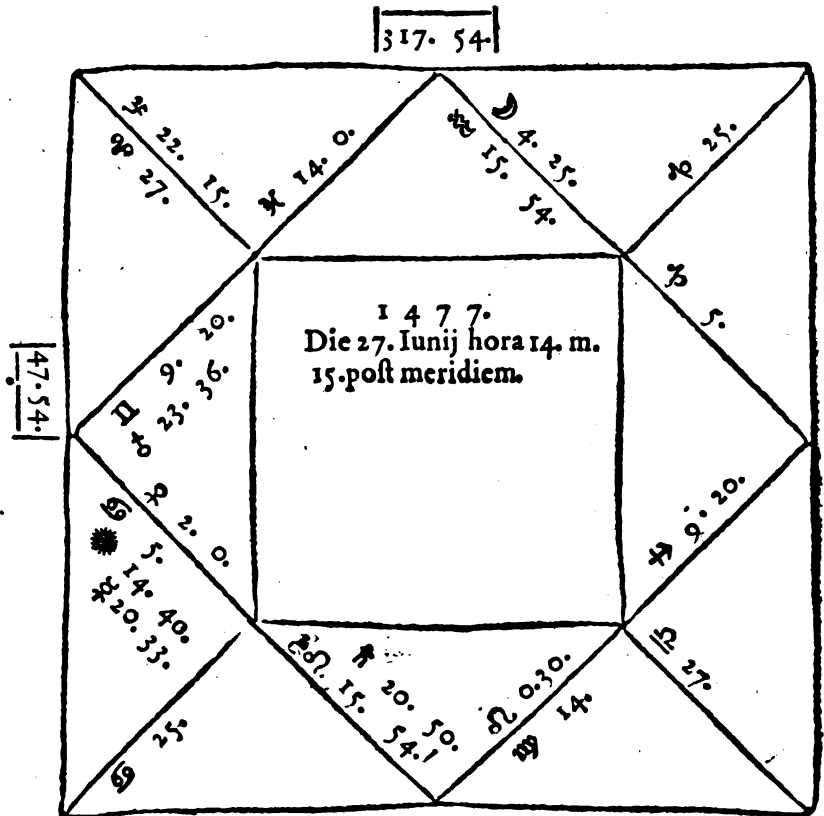 317. 54.
22. 15.
♈ 27.
♓ 14. 0.
☽ 4. 25.
♒ 15. 54.
♑ 25.
♑ 5.
47. 54.
♊ 9. 20.
23. 36.
1 4 7 7.
Die 27. Iunij hora 14. m.
15. poſt meridiem.
♐ 9. 20.
2. 0.
♋ 5.
☉ 14. 40.
☿ 20. 33.
♋ 25.
20. 50.
♌ 15. 54.
0. 30.
♍ 14.
♎ 27.